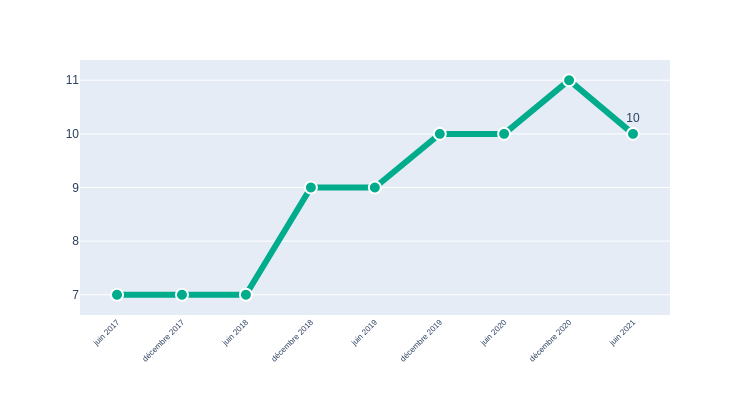 11
10
10
9
8
7
juin 2017
décembre 2017
juin 2018
décembre 2018
juin 2019
décembre 2019
juin 2020
décembre 2020
juin 2021